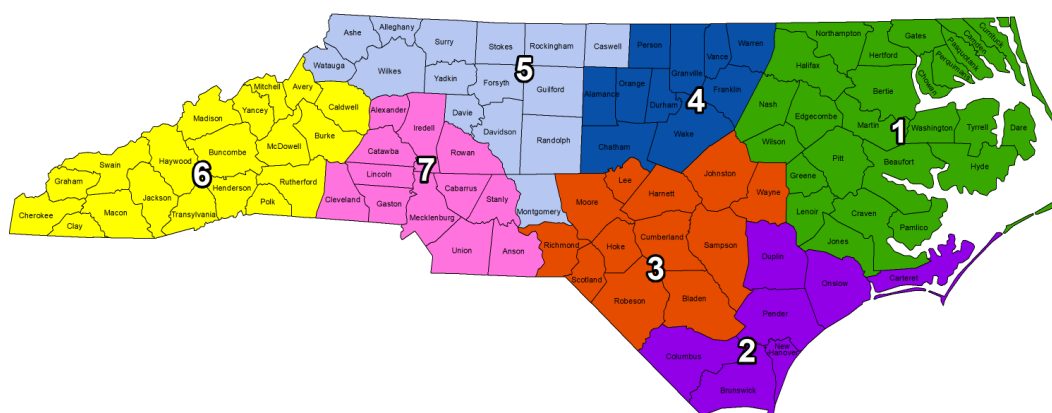 Ashe
Alleghany
Surry
Stokes
Rockingham
Caswell
Person
Granville
Vance
Warren
Northampton
Gates
Hertford
Camden
Currituck
Pasquotank
Perquimans
Chowan
Watauga
Wilkes
Yadkin
Forsyth
5
Guilford
Alamance
Orange
Durham
4
Franklin
Halifax
Bertie
Mitchell
Avery
Caldwell
Alexander
Iredell
Davie
Davidson
Randolph
Chatham
Wake
Nash
Edgecombe
Martin
1
Washington
Tyrrell
Dare
Madison
Yancey
Burke
McDowell
Buncombe
Catawba
Rowan
Wilson
Pitt
Beaufort
Hyde
Swain
Haywood
6
Lincoln
7
Lee
Johnston
Greene
Graham
Jackson
Henderson
Rutherford
Polk
Cleveland
Gaston
Cabarrus
Stanly
Montgomery
Moore
Harnett
Wayne
Lenoir
Craven
Pamlico
Cherokee
Macon
Clay
Transylvania
Mecklenburg
Union
Anson
Richmond
Hoke
Cumberland
Sampson
Duplin
Jones
Scotland
3
Robeson
Bladen
Onslow
Carteret
Pender
Columbus
2
New
Hanover
Brunswick